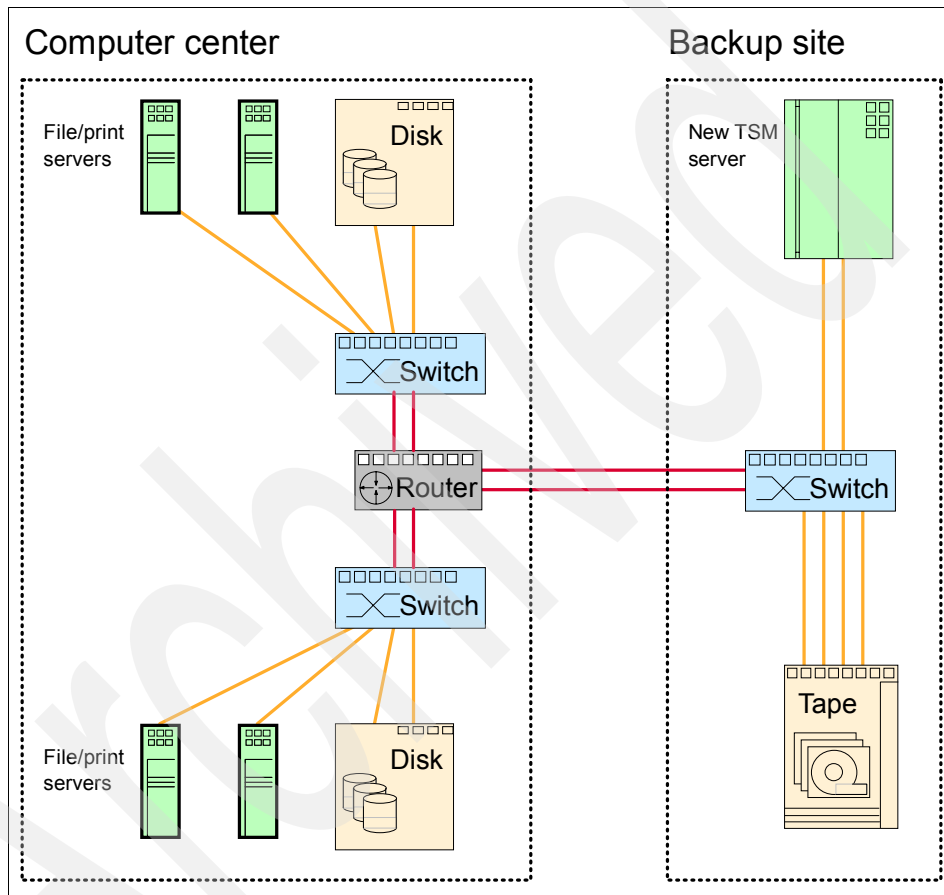 Computer center
Backup site
File/print
servers
Disk
New TSM
server
Switch
Router
Switch
Switch
Tape
File/print
servers
Disk
Archived